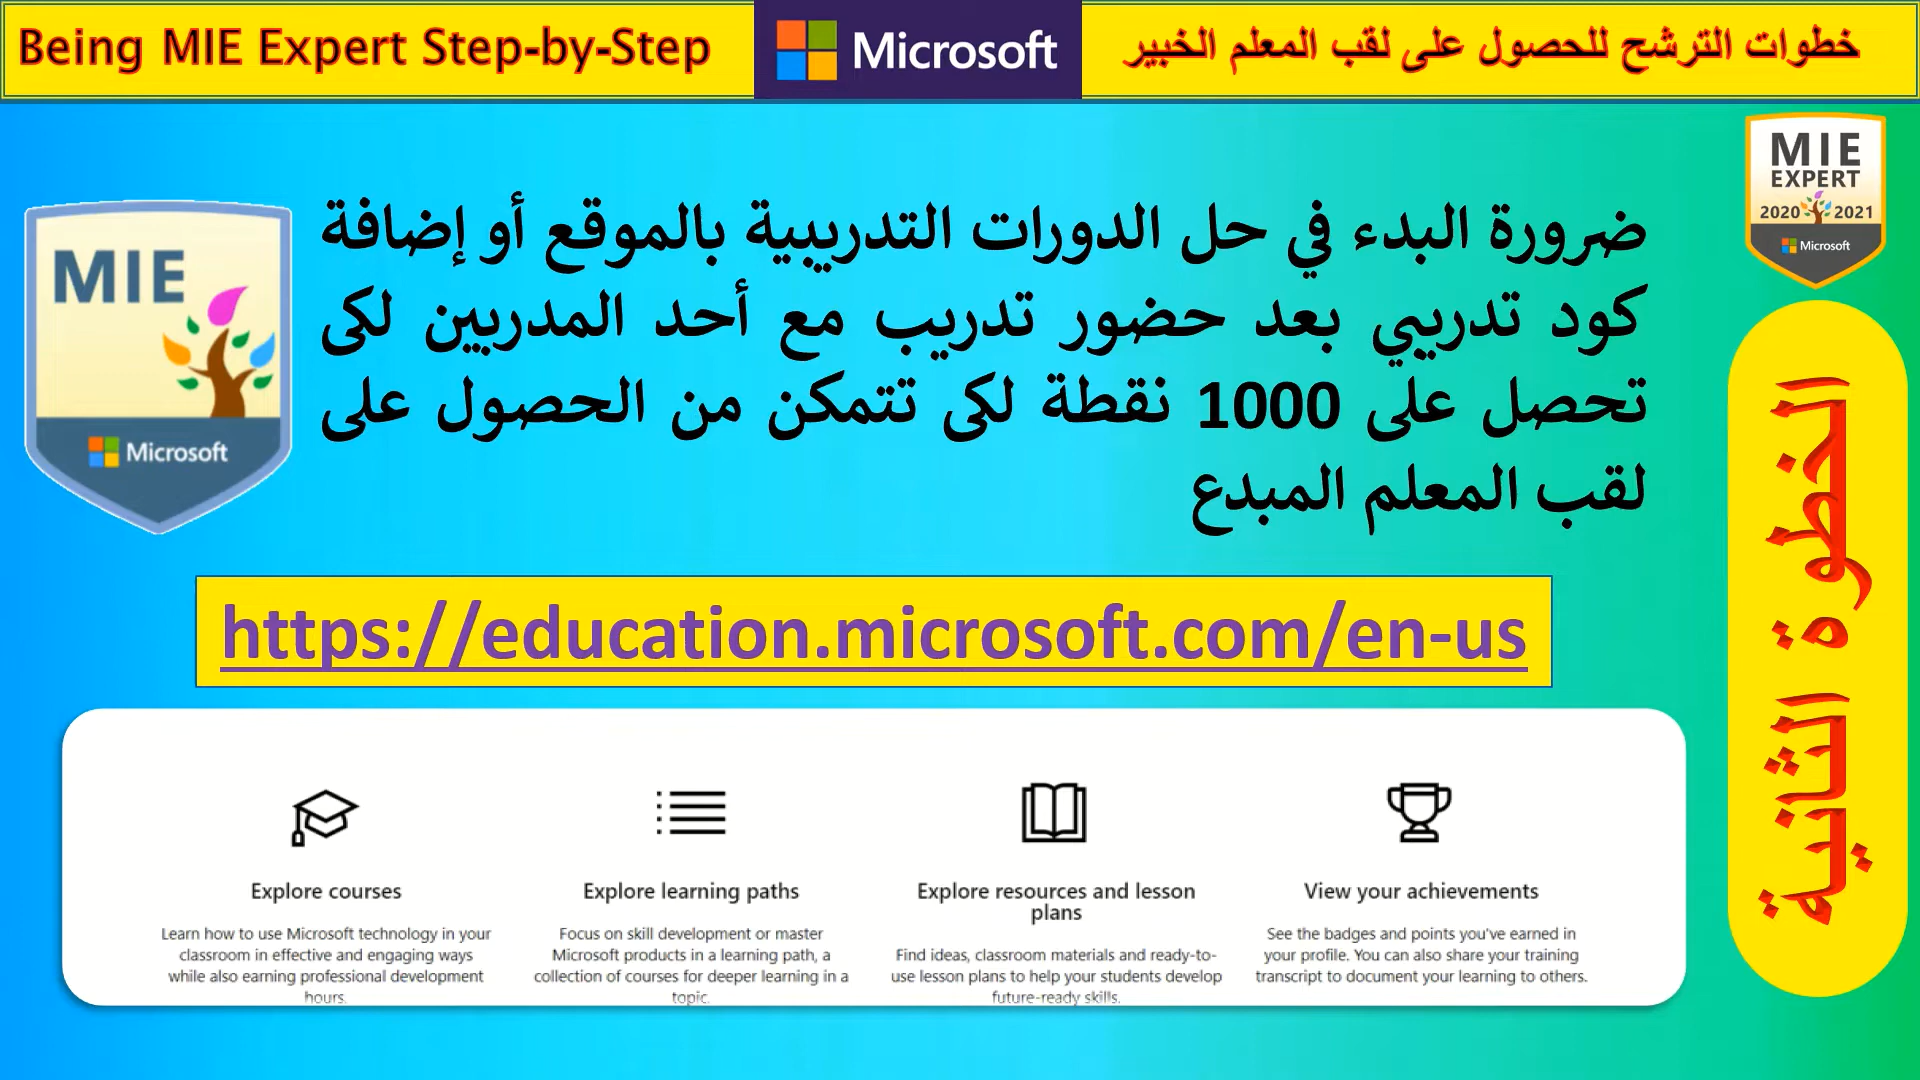 Being MIE Expert Step-by-Step
Microsoft
خطوات الترشح للحصول على لقب المعلم الخبير
MIE
EXPERT
2020 2021
Microsoft
MIE
Microsoft
ضرورة البدء في حل الدورات التدريبية بالموقع أو إضافة
كود تدريبي بعد حضور تدريب مع أحد المدربين لكى
تحصل على 1000 نقطة لكى تتمكن من الحصول على
لقب المعلم المبدع
الخطوة الثانية
https://education.microsoft.com/en-us
Explore courses
Learn how to use Microsoft technology in your
classroom in effective and engaging ways
while also earning professional development
hours.
Explore learning paths
Focus on skill development or master
Microsoft products in a learning path, a
collection of courses for deeper learning in a
topic.
Explore resources and lesson
plans
Find ideas, classroom materials and ready-to-
use lesson plans to help your students develop
future-ready skills.
View your achievements
See the badges and points you've earned in
your profile. You can also share your training
transcript to document your learning to others.